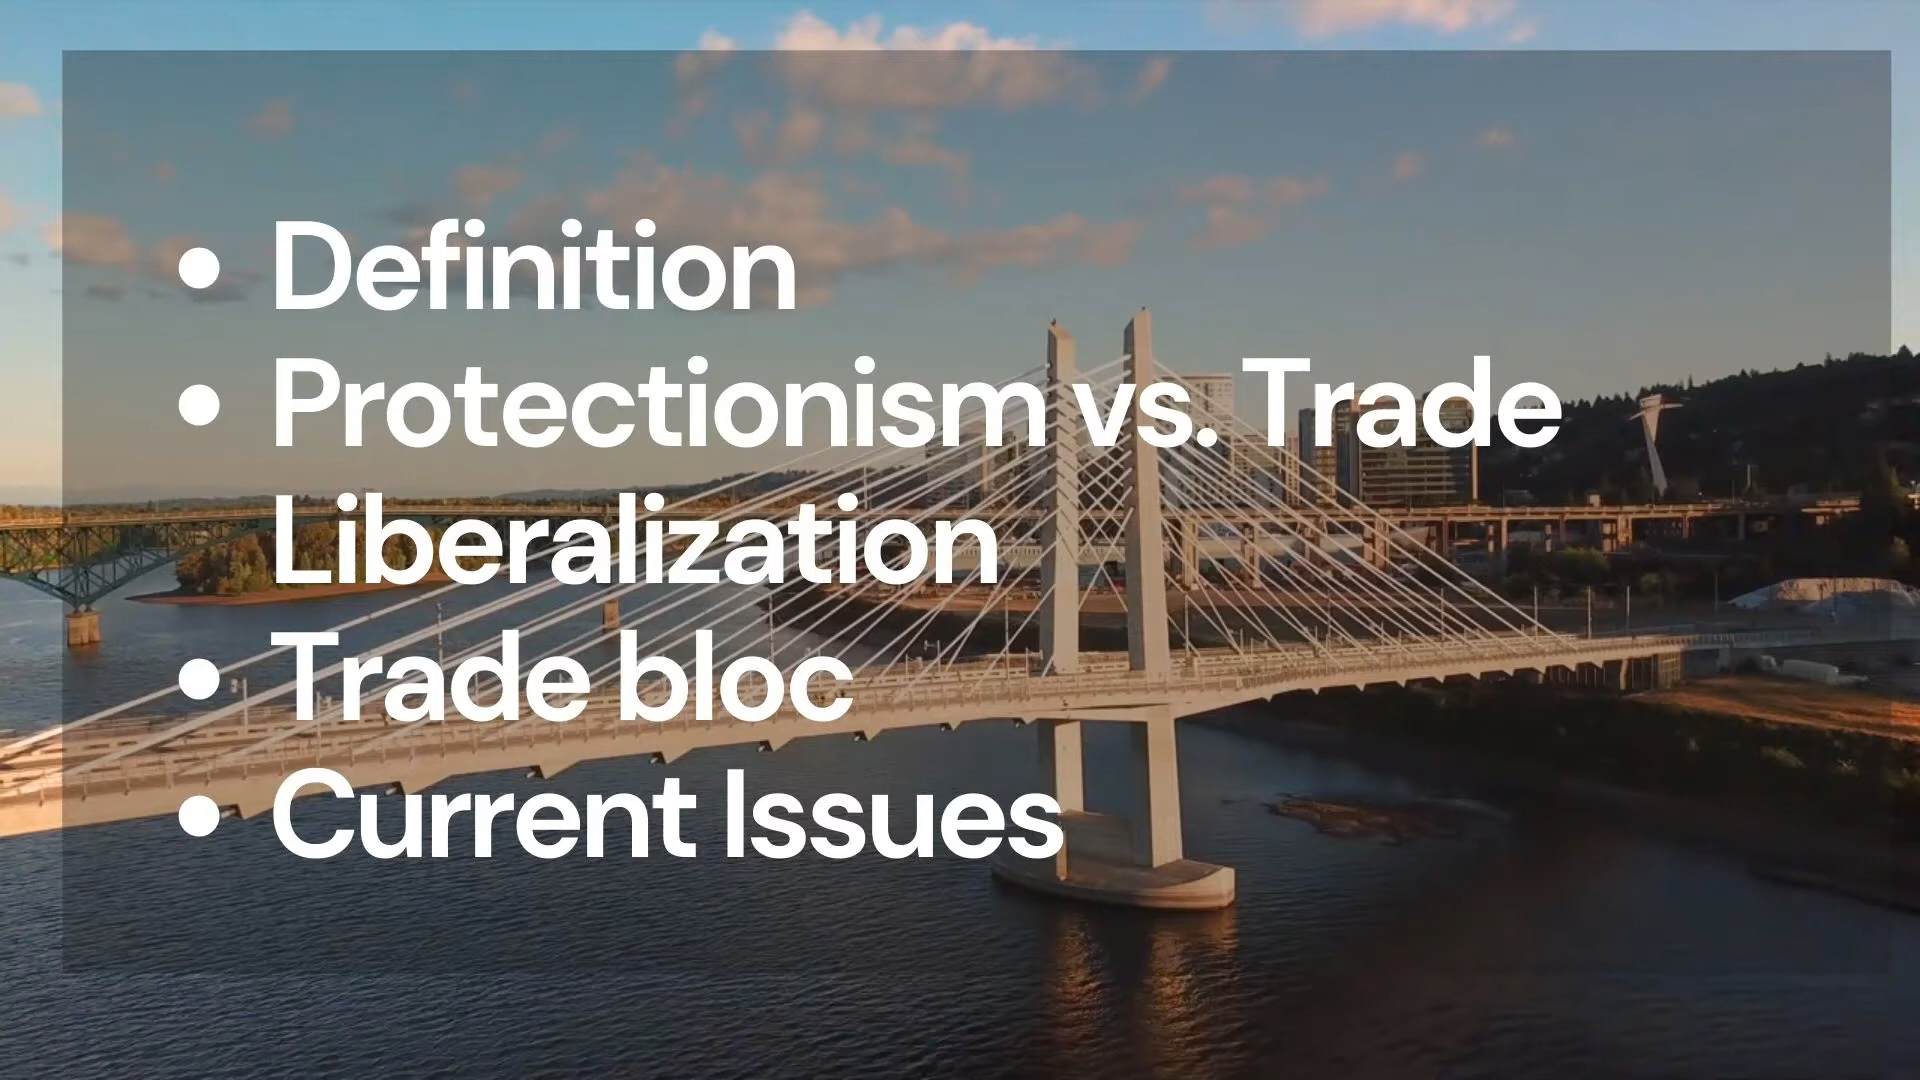 • Definition
• Protectionism vs. Trade
Liberalization
• Trade bloc
• Current Issues